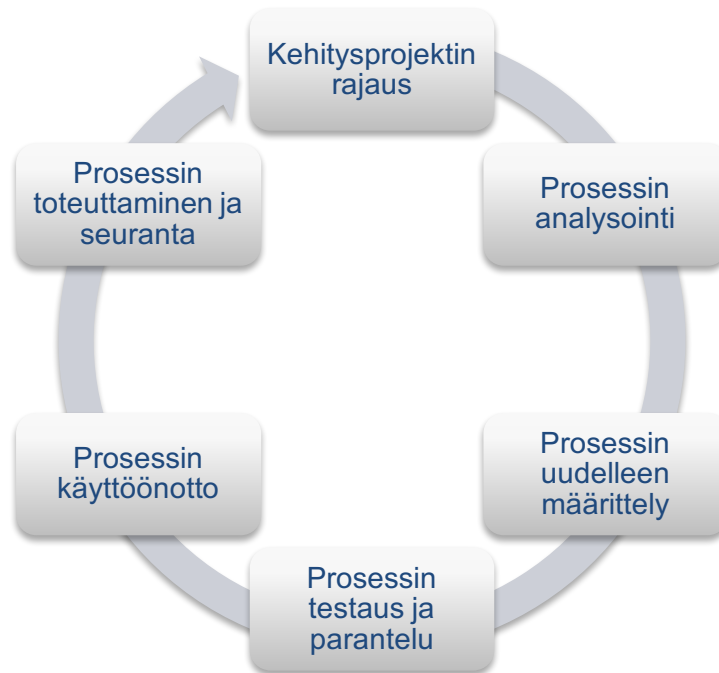 Kehitysprojektin
rajaus
Prosessin
analysointi
Prosessin
uudelleen
määrittely
Prosessin
testaus ja
parantelu
Prosessin
käyttöönotto
Prosessin
toteuttaminen ja
seuranta